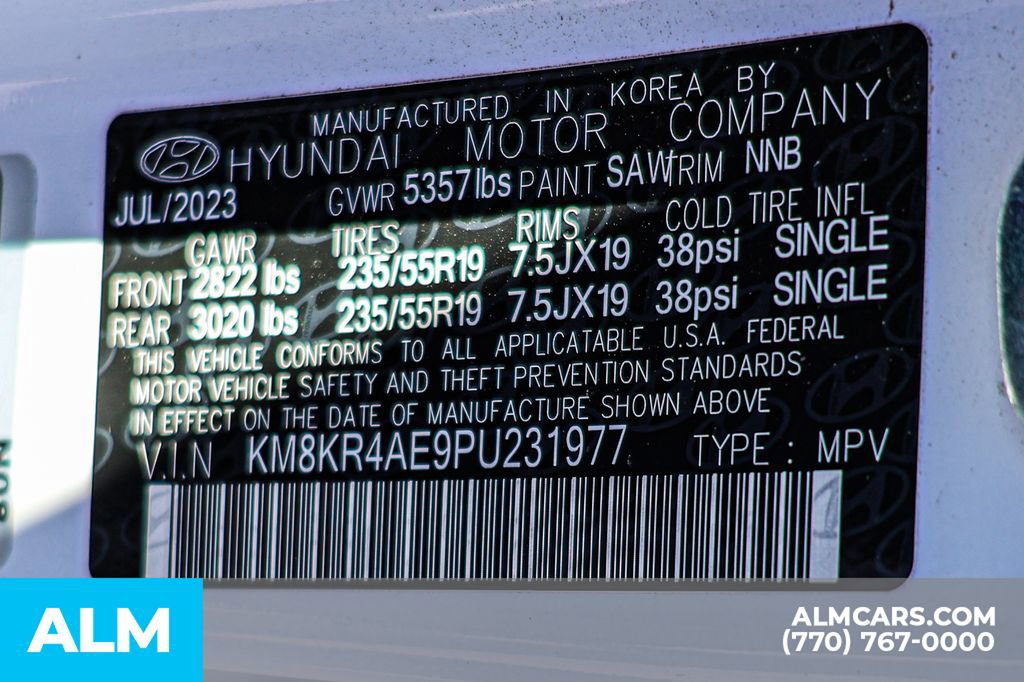 MANUFACTURED IN KOREA BY
HYUNDAI MOTOR COMPANY
JUL/2023 GVWR 5357lbs PAINT SAW TRIM NNB
GAWR TIRES RIMS COLD TIRE INFL
FRONT 2822 lbs 235/55R19 7.5JX19 38psi SINGLE
REAR 3020 lbs 235/55R19 7.5JX19 38psi SINGLE
THIS VEHICLE CONFORMS TO ALL APPLICATABLE U.S.A. FEDERAL
MOTOR VEHICLE SAFETY AND THEFT PREVENTION STANDARDS
IN EFFECT ON THE DATE OF MANUFACTURE SHOWN ABOVE
V.I.N KM8KR4AE9PU231977 TYPE : MPV
ALM
ALMCARS.COM
(770) 767-0000